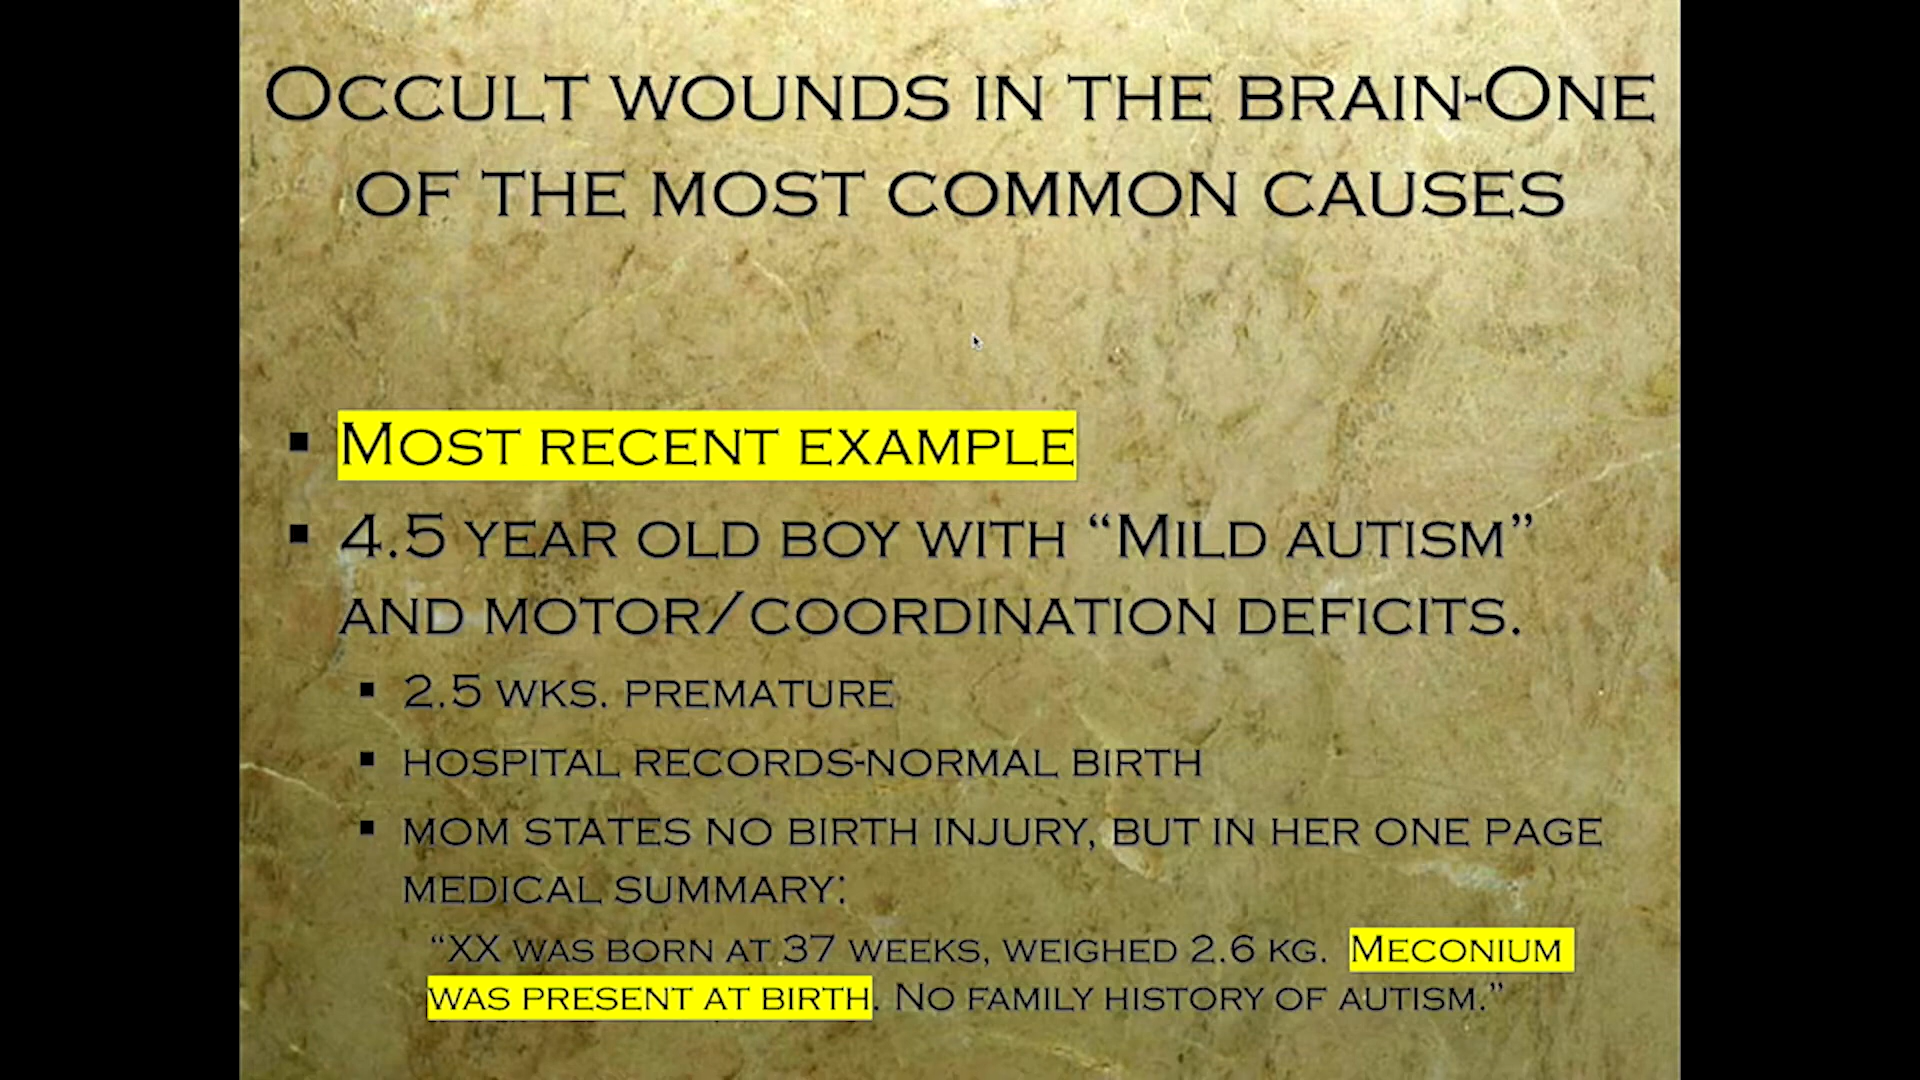 Occult wounds in the brain-One
of the most common causes
▪ Most recent example
▪ 4.5 year old boy with “Mild autism”
and motor/coordination deficits.
▪ 2.5 wks. premature
▪ hospital records-normal birth
▪ mom states no birth injury, but in her one page
medical summary:
“XX was born at 37 weeks, weighed 2.6 kg. Meconium
was present at birth. No family history of autism.”